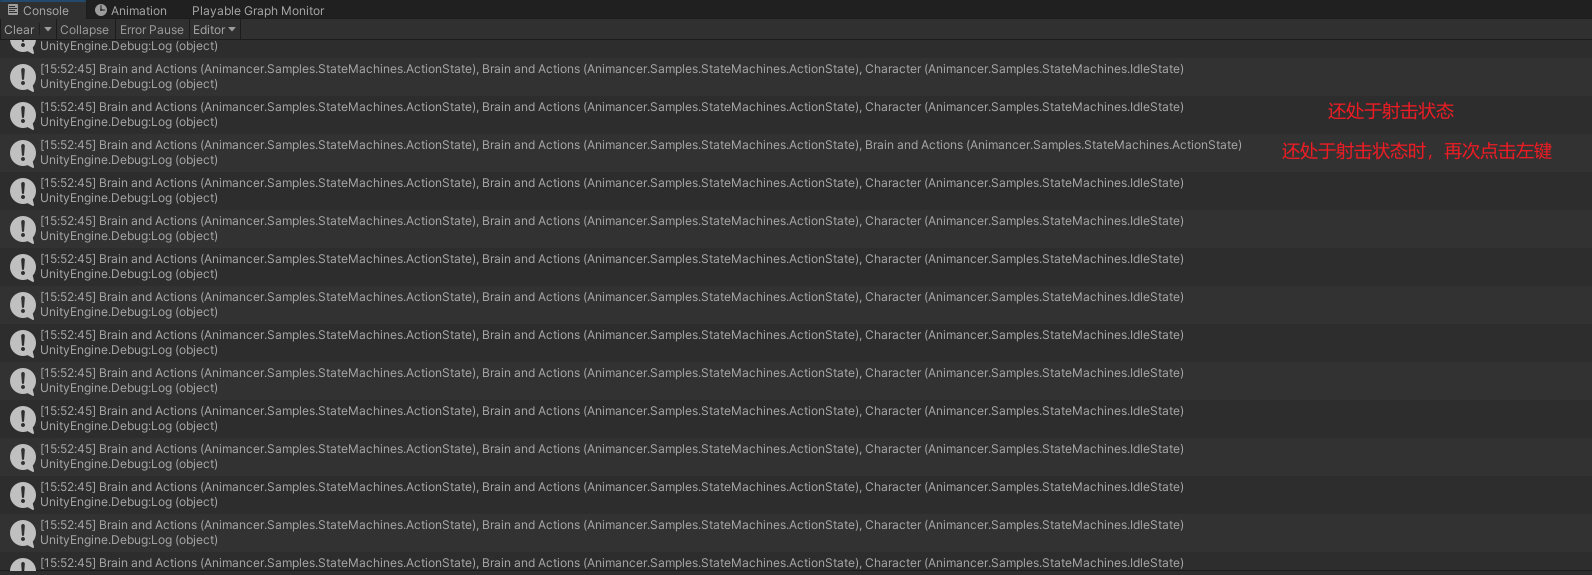 Console Animation Playable Graph Monitor
Clear Collapse Error Pause Editor
UnityEngine.Debug:Log (object)
[15:52:45] Brain and Actions (Animancer.Samples.StateMachines.ActionState), Brain and Actions (Animancer.Samples.StateMachines.ActionState), Character (Animancer.Samples.StateMachines.IdleState)
UnityEngine.Debug:Log (object)
[15:52:45] Brain and Actions (Animancer.Samples.StateMachines.ActionState), Brain and Actions (Animancer.Samples.StateMachines.ActionState), Character (Animancer.Samples.StateMachines.IdleState) 还处于射击状态
UnityEngine.Debug:Log (object)
[15:52:45] Brain and Actions (Animancer.Samples.StateMachines.ActionState), Brain and Actions (Animancer.Samples.StateMachines.ActionState), Brain and Actions (Animancer.Samples.StateMachines.ActionState) 还处于射击状态时，再次点击左键
UnityEngine.Debug:Log (object)
[15:52:45] Brain and Actions (Animancer.Samples.StateMachines.ActionState), Brain and Actions (Animancer.Samples.StateMachines.ActionState), Character (Animancer.Samples.StateMachines.IdleState)
UnityEngine.Debug:Log (object)
[15:52:45] Brain and Actions (Animancer.Samples.StateMachines.ActionState), Brain and Actions (Animancer.Samples.StateMachines.ActionState), Character (Animancer.Samples.StateMachines.IdleState)
UnityEngine.Debug:Log (object)
[15:52:45] Brain and Actions (Animancer.Samples.StateMachines.ActionState), Brain and Actions (Animancer.Samples.StateMachines.ActionState), Character (Animancer.Samples.StateMachines.IdleState)
UnityEngine.Debug:Log (object)
[15:52:45] Brain and Actions (Animancer.Samples.StateMachines.ActionState), Brain and Actions (Animancer.Samples.StateMachines.ActionState), Character (Animancer.Samples.StateMachines.IdleState)
UnityEngine.Debug:Log (object)
[15:52:45] Brain and Actions (Animancer.Samples.StateMachines.ActionState), Brain and Actions (Animancer.Samples.StateMachines.ActionState), Character (Animancer.Samples.StateMachines.IdleState)
UnityEngine.Debug:Log (object)
[15:52:45] Brain and Actions (Animancer.Samples.StateMachines.ActionState), Brain and Actions (Animancer.Samples.StateMachines.ActionState), Character (Animancer.Samples.StateMachines.IdleState)
UnityEngine.Debug:Log (object)
[15:52:45] Brain and Actions (Animancer.Samples.StateMachines.ActionState), Brain and Actions (Animancer.Samples.StateMachines.ActionState), Character (Animancer.Samples.StateMachines.IdleState)
UnityEngine.Debug:Log (object)
[15:52:45] Brain and Actions (Animancer.Samples.StateMachines.ActionState), Brain and Actions (Animancer.Samples.StateMachines.ActionState), Character (Animancer.Samples.StateMachines.IdleState)
UnityEngine.Debug:Log (object)
[15:52:45] Brain and Actions (Animancer.Samples.StateMachines.ActionState), Brain and Actions (Animancer.Samples.StateMachines.ActionState), Character (Animancer.Samples.StateMachines.IdleState)
UnityEngine.Debug:Log (object)
[15:52:45] Brain and Actions (Animancer.Samples.StateMachines.ActionState), Brain and Actions (Animancer.Samples.StateMachines.ActionState), Character (Animancer.Samples.StateMachines.IdleState)
UnityEngine.Debug:Log (object)
[15:52:45] Brain and Actions (Animancer.Samples.StateMachines.ActionState), Brain and Actions (Animancer.Samples.StateMachines.ActionState), Character (Animancer.Samples.StateMachines.IdleState)